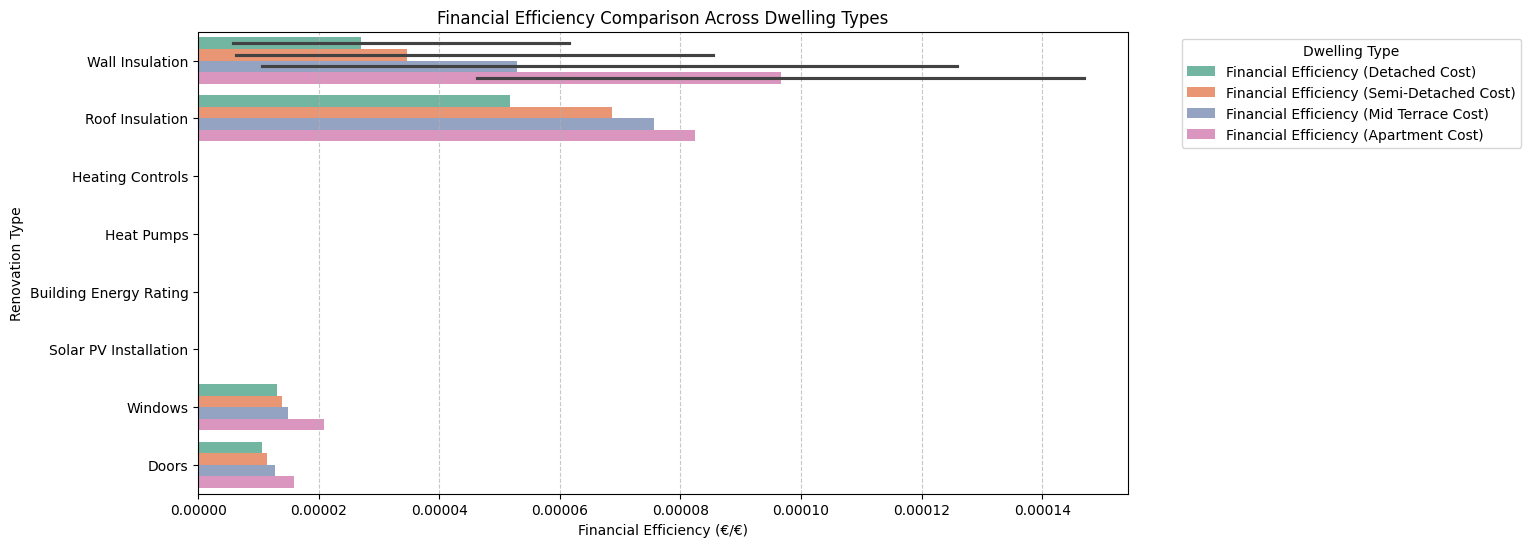 Financial Efficiency Comparison Across Dwelling Types
Renovation Type
Wall Insulation
Roof Insulation
Heating Controls
Heat Pumps
Building Energy Rating
Solar PV Installation
Windows
Doors
0.00000 0.00002 0.00004 0.00006 0.00008 0.00010 0.00012 0.00014
Financial Efficiency (€/€)
Dwelling Type
Financial Efficiency (Detached Cost)
Financial Efficiency (Semi-Detached Cost)
Financial Efficiency (Mid Terrace Cost)
Financial Efficiency (Apartment Cost)